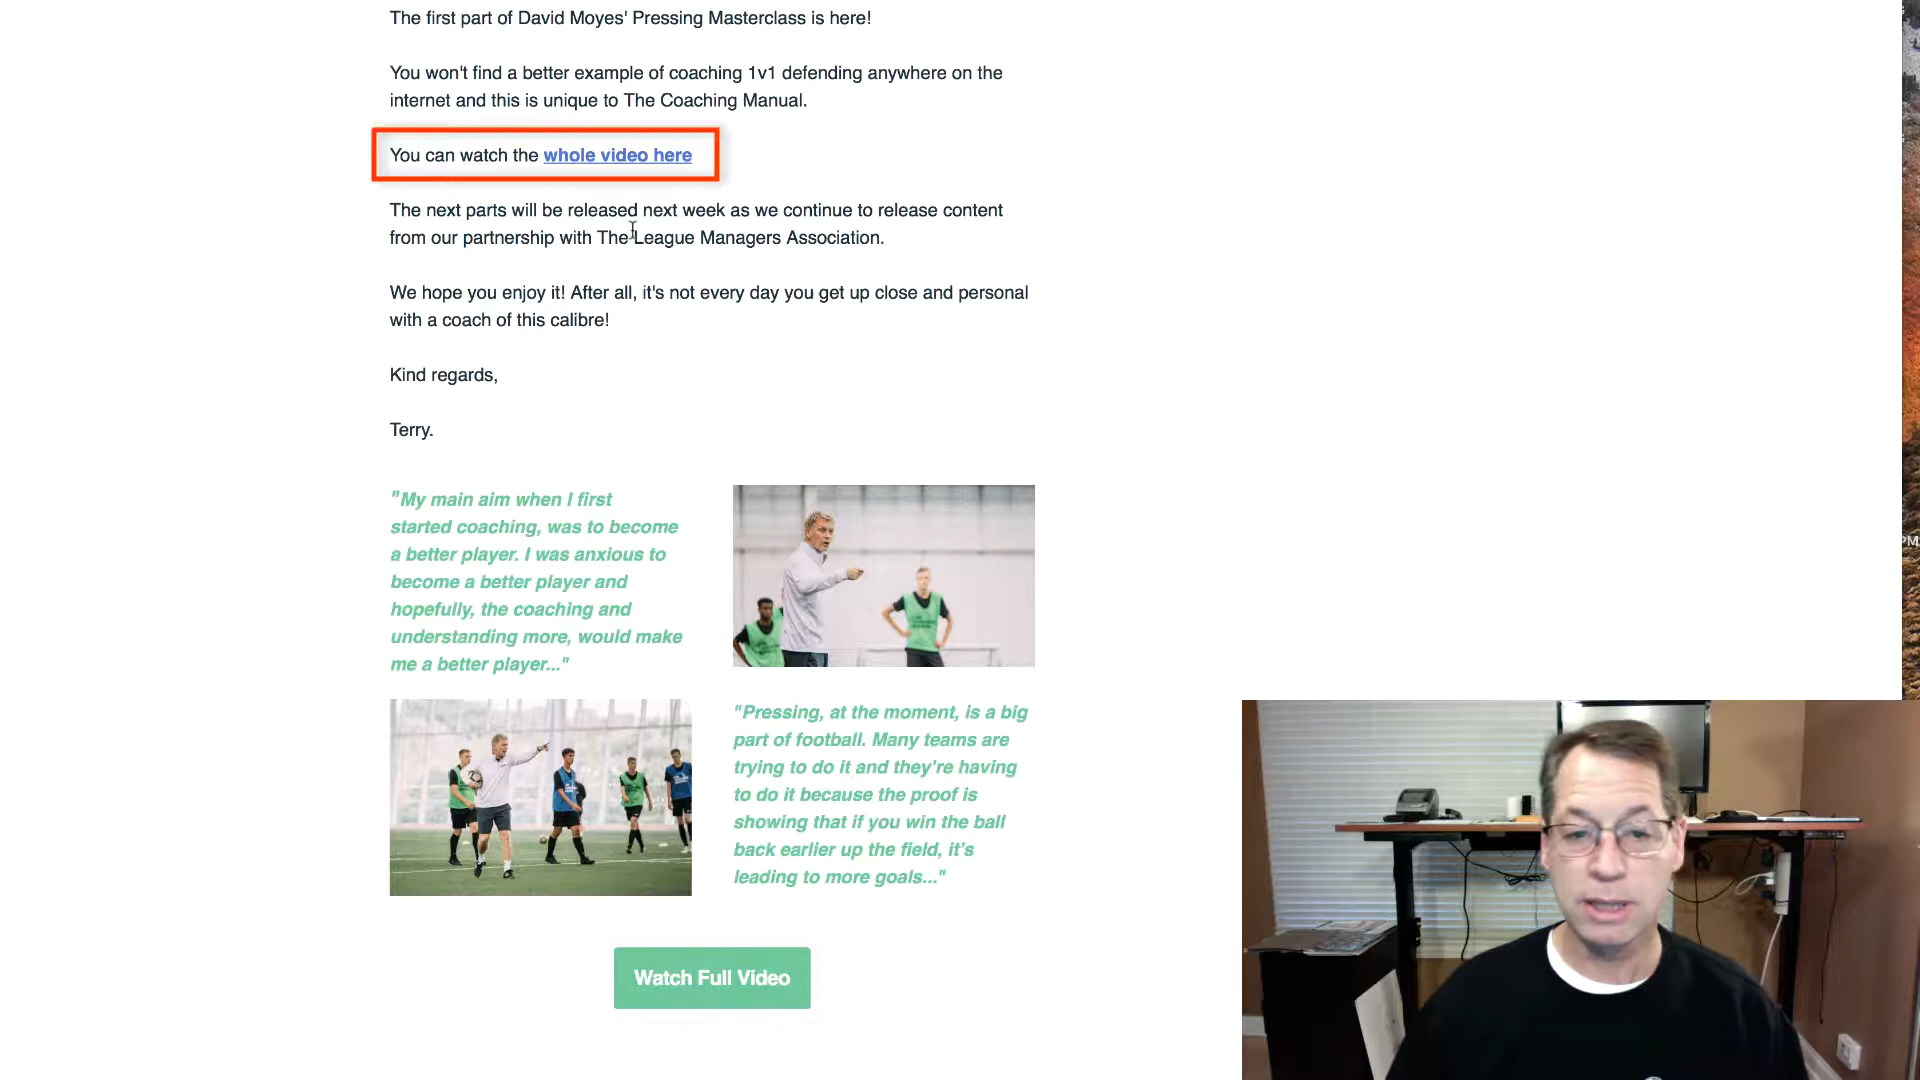 The first part of David Moyes' Pressing Masterclass is here!
You won't find a better example of coaching 1v1 defending anywhere on the
internet and this is unique to The Coaching Manual.
You can watch the whole video here
The next parts will be released next week as we continue to release content
from our partnership with The League Managers Association.
We hope you enjoy it! After all, it's not every day you get up close and personal
with a coach of this calibre!
Kind regards,
Terry.
"My main aim when I first
started coaching, was to become
a better player. I was anxious to
become a better player and
hopefully, the coaching and
understanding more, would make
me a better player..."
"Pressing, at the moment, is a big
part of football. Many teams are
trying to do it and they’re having
to do it because the proof is
showing that if you win the ball
back earlier up the field, it’s
leading to more goals..."
Watch Full Video